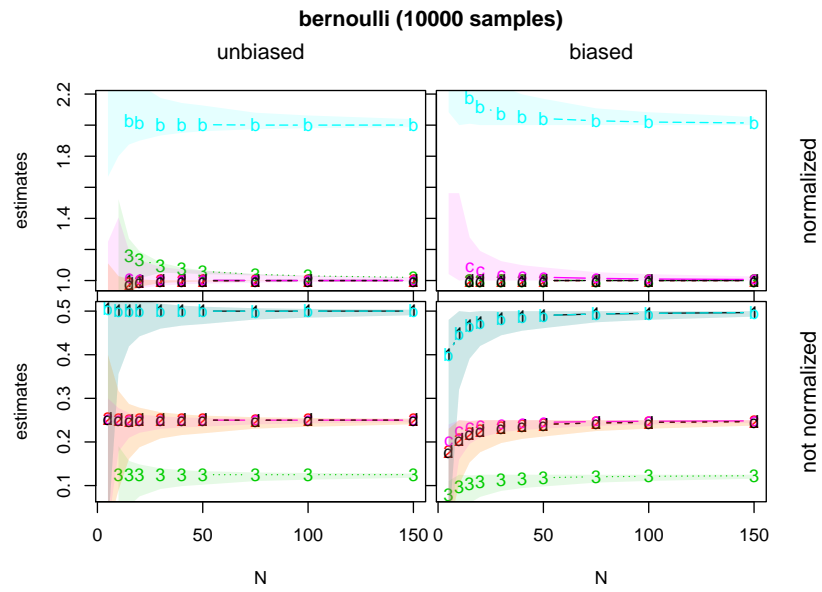 bernoulli (10000 samples)
unbiased biased
estimates
1.0 1.4 1.8 2.2
normalized
estimates
0.1 0.2 0.3 0.4 0.5
not normalized
0 50 100 150 0 50 100 150
N N